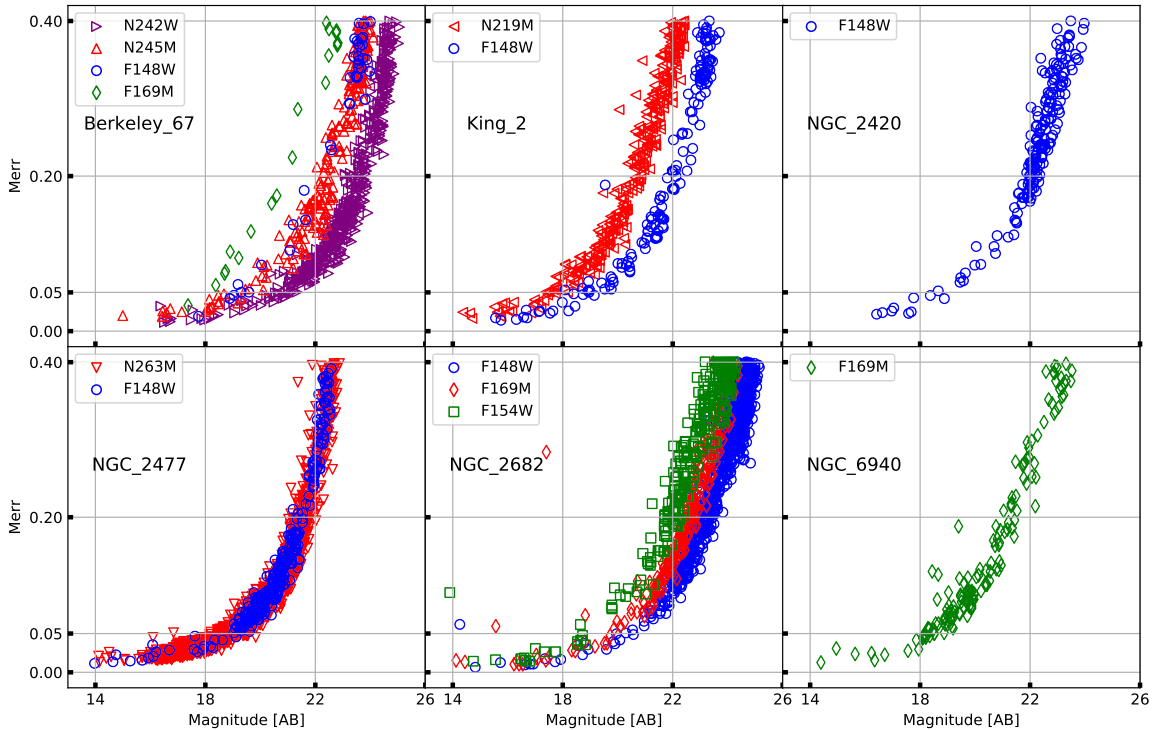 0.40
0.20
0.05
0.00
Merr
N242W
N245M
F148W
F169M
Berkeley_67
N219M
F148W
King_2
F148W
NGC_2420
0.40
0.20
0.05
0.00
Merr
N263M
F148W
NGC_2477
F148W
F169M
F154W
NGC_2682
F169M
NGC_6940
14
18
22
26
14
18
22
26
14
18
22
26
Magnitude [AB]
Magnitude [AB]
Magnitude [AB]